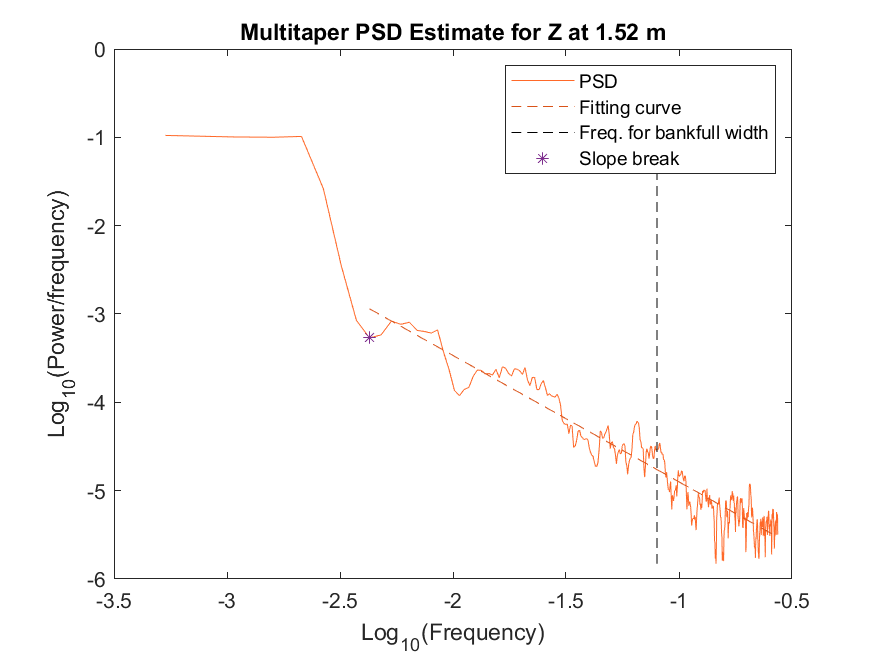 Multitaper PSD Estimate for Z at 1.52 m
PSD
Fitting curve
Freq. for bankfull width
Slope break
0
-1
-2
-3
-4
-5
-6
Log10(Power/frequency)
-3.5 -3 -2.5 -2 -1.5 -1 -0.5
Log10(Frequency)